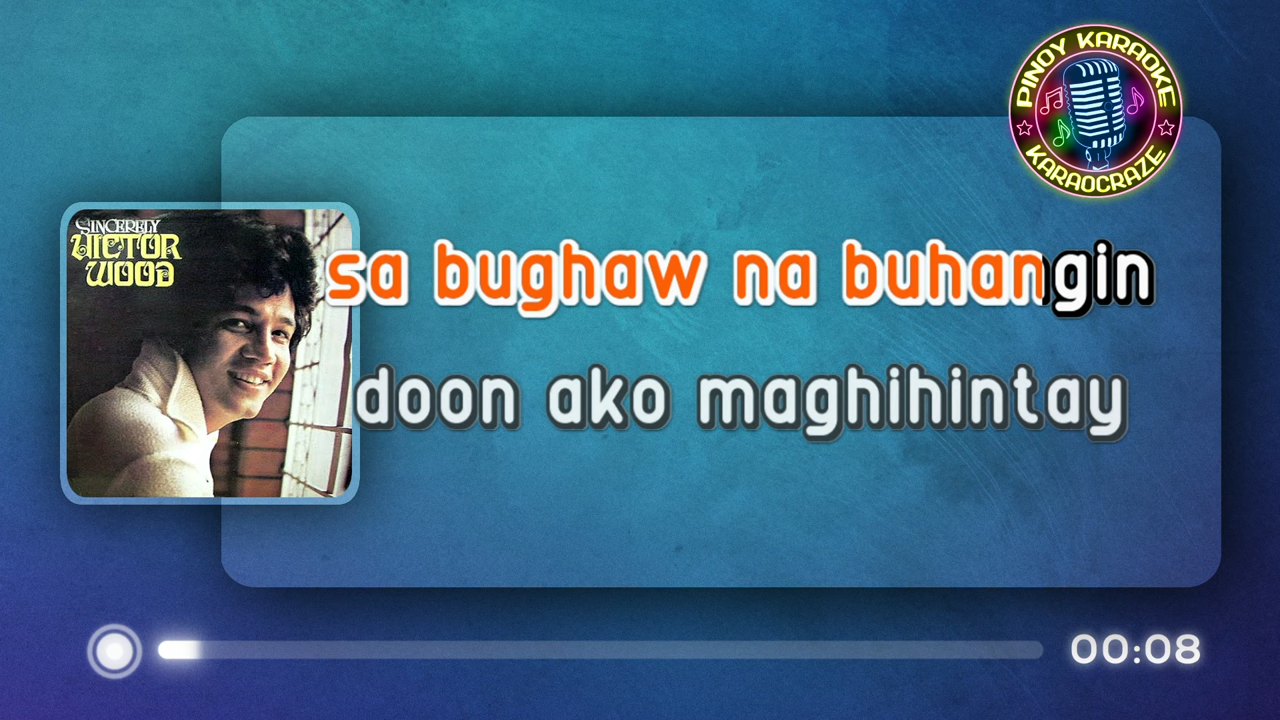 PINOY KARAOKE
KARAOCRAZE
SINCERELY
VICTOR
WOOD
sa bughaw na buhangin
doon ako maghihintay
00:08